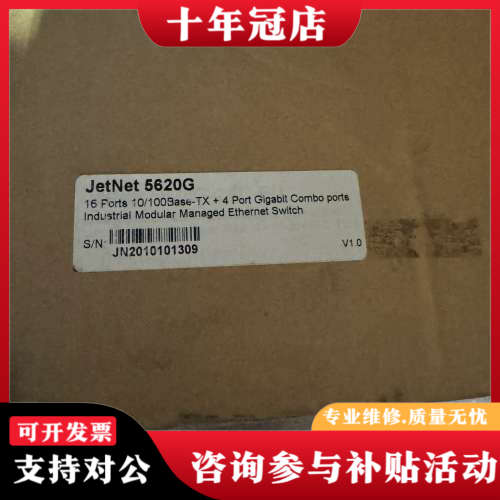 十年冠店
JetNet 5620G
16 Ports 10/100Base-TX + 4 Port Gigabit Combo ports
Industrial Modular Managed Ethernet Switch
S/N:
JN2010101309
V1.0
专业维修.质量无忧
可开发票
支持对公
咨询参与补贴活动